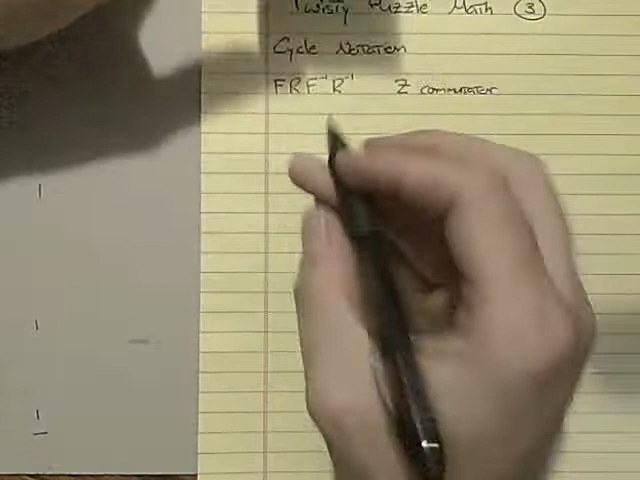 Twisty Puzzle Math ③
Cycle Notation
FRF⁻¹R⁻¹ Z commutator